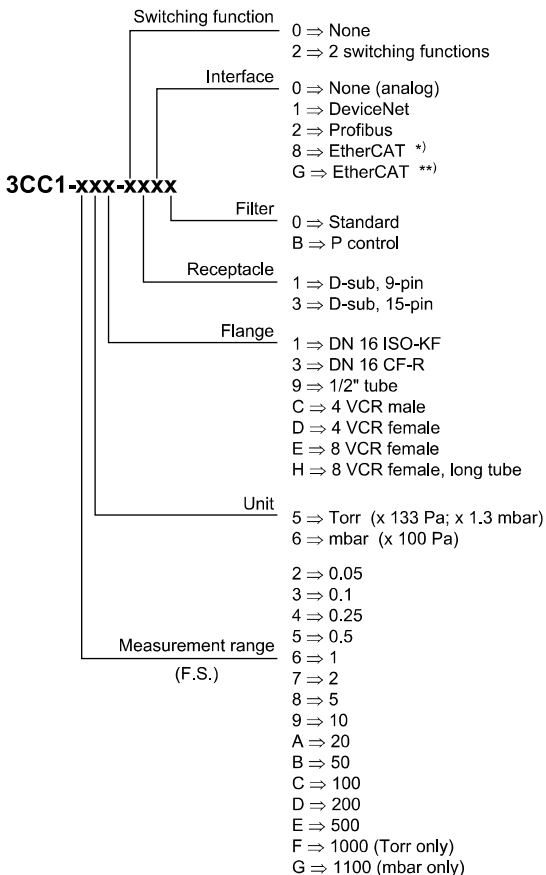 Switching function
0 ⇒ None
2 ⇒ 2 switching functions
Interface
0 ⇒ None (analog)
1 ⇒ DeviceNet
2 ⇒ Profibus
8 ⇒ EtherCAT *)
G ⇒ EtherCAT **)
3CC1-xxx-xxxx
Filter
0 ⇒ Standard
B ⇒ P control
Receptacle
1 ⇒ D-sub, 9-pin
3 ⇒ D-sub, 15-pin
Flange
1 ⇒ DN 16 ISO-KF
3 ⇒ DN 16 CF-R
9 ⇒ 1/2" tube
C ⇒ 4 VCR male
D ⇒ 4 VCR female
E ⇒ 8 VCR female
H ⇒ 8 VCR female, long tube
Unit
5 ⇒ Torr (x 133 Pa; x 1.3 mbar)
6 ⇒ mbar (x 100 Pa)
Measurement range
(F.S.)
2 ⇒ 0.05
3 ⇒ 0.1
4 ⇒ 0.25
5 ⇒ 0.5
6 ⇒ 1
7 ⇒ 2
8 ⇒ 5
9 ⇒ 10
A ⇒ 20
B ⇒ 50
C ⇒ 100
D ⇒ 200
E ⇒ 500
F ⇒ 1000 (Torr only)
G ⇒ 1100 (mbar only)